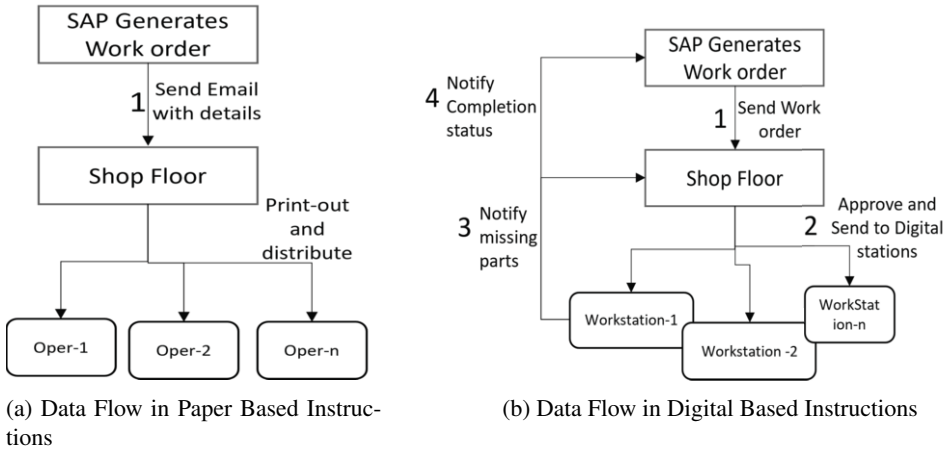 SAP Generates
Work order
1
Send Email
with details
Shop Floor
Print-out
and
distribute
Oper-1
Oper-2
Oper-n
(a) Data Flow in Paper Based Instruc-
tions
SAP Generates
Work order
4
Notify
Completion
status
1
Send Work
order
Shop Floor
3
Notify
missing
parts
2
Approve and
Send to Digital
stations
Workstation-1
Workstation -2
WorkStat
ion-n
(b) Data Flow in Digital Based Instructions